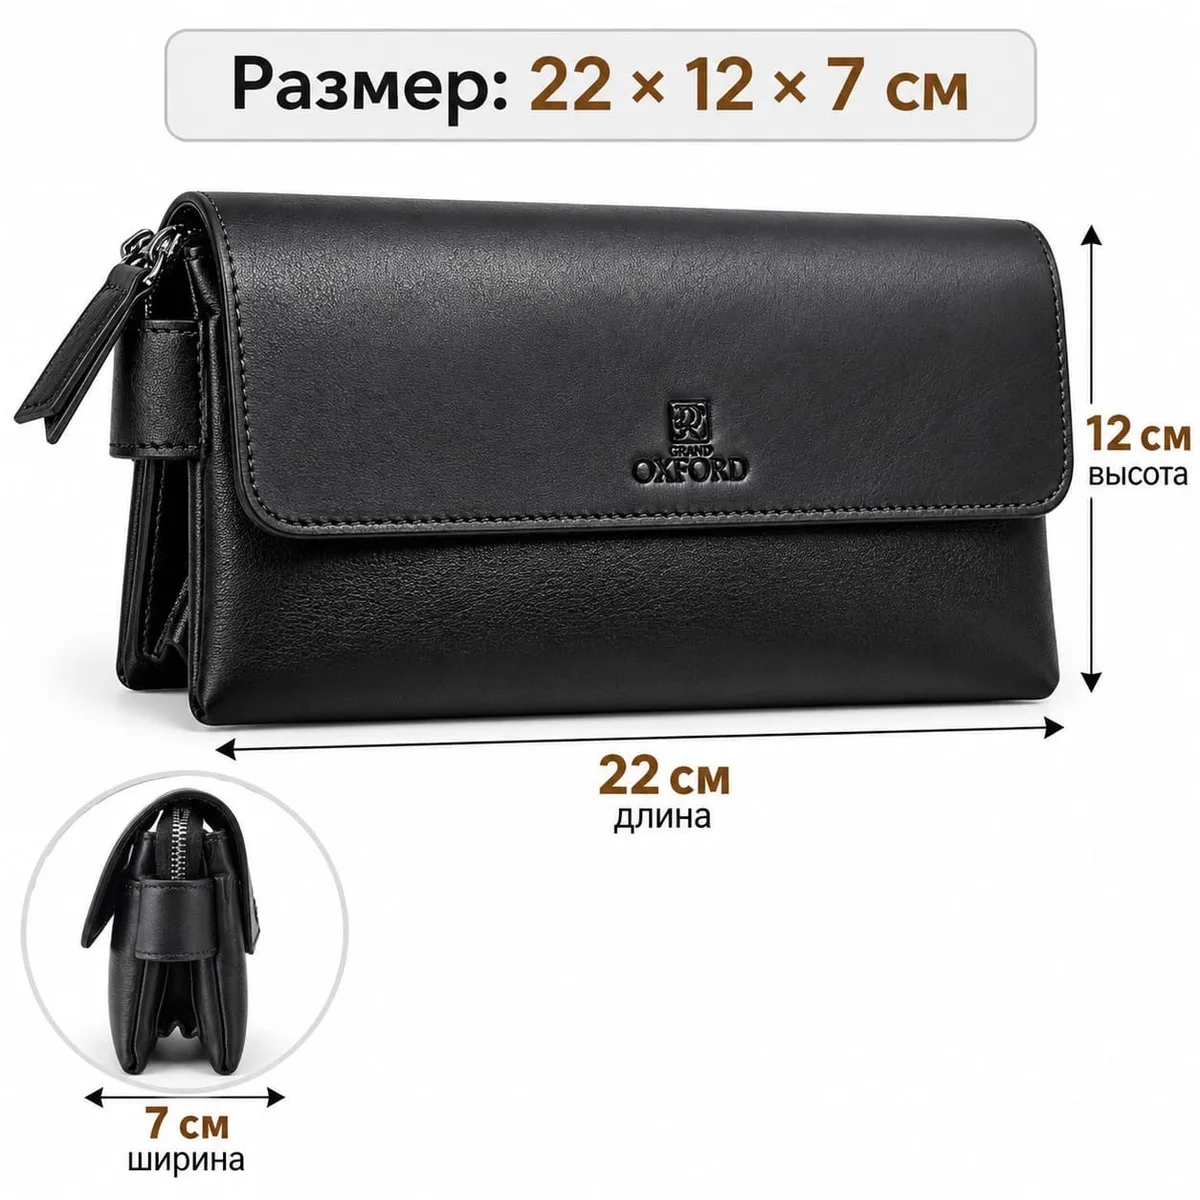 Размер: 22 × 12 × 7 см
GRAND
OXFORD
12 см
высота
22 см
длина
7 см
ширина